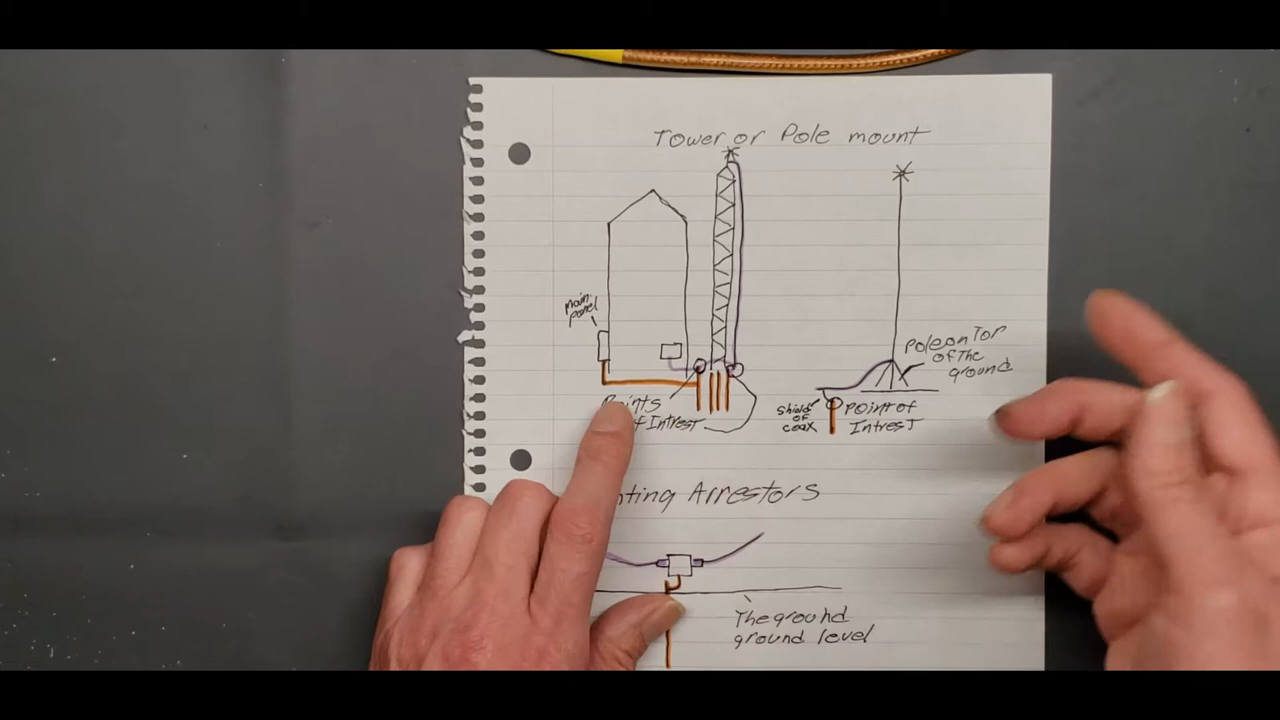 Tower or Pole mount
main
panel
Pole on Top
of The
ground
Points
of Intrest
shield
of
coax
Point of
Intrest
nting Arrestors
The ground
ground level